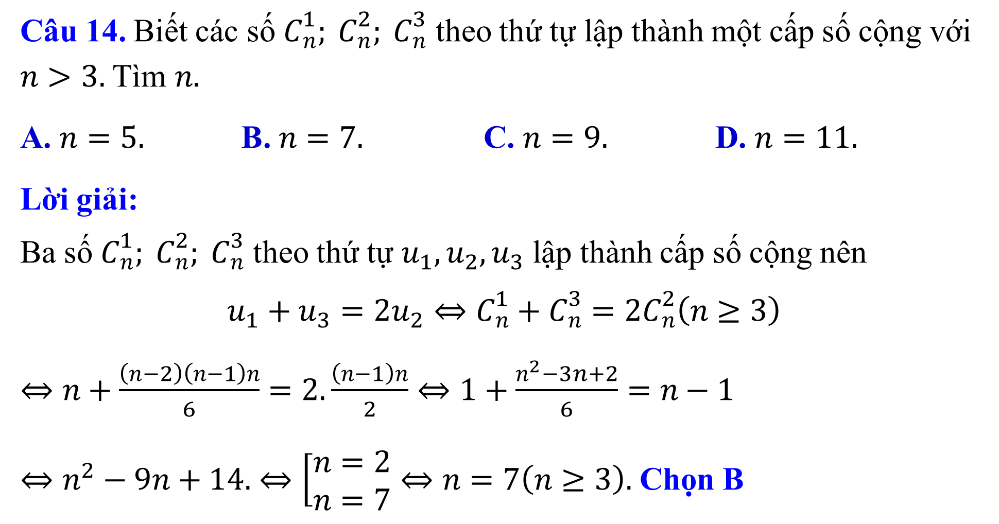 Câu 14. Biết các số $C_n^1$; $C_n^2$; $C_n^3$ theo thứ tự lập thành một cấp số cộng với
$n > 3$. Tìm $n$.
A. $n = 5$. B. $n = 7$. C. $n = 9$. D. $n = 11$.
Lời giải:
Ba số $C_n^1$; $C_n^2$; $C_n^3$ theo thứ tự $u_1, u_2, u_3$ lập thành cấp số cộng nên
$u_1 + u_3 = 2u_2 \Leftrightarrow C_n^1 + C_n^3 = 2C_n^2 (n \geq 3)$
$\Leftrightarrow n + \frac{(n-2)(n-1)n}{6} = 2.\frac{(n-1)n}{2} \Leftrightarrow 1 + \frac{n^2-3n+2}{6} = n - 1$
$\Leftrightarrow n^2 - 9n + 14. \Leftrightarrow \left[\begin{matrix} n = 2 \\ n = 7 \end{matrix}\right. \Leftrightarrow n = 7 (n \geq 3)$. Chọn B